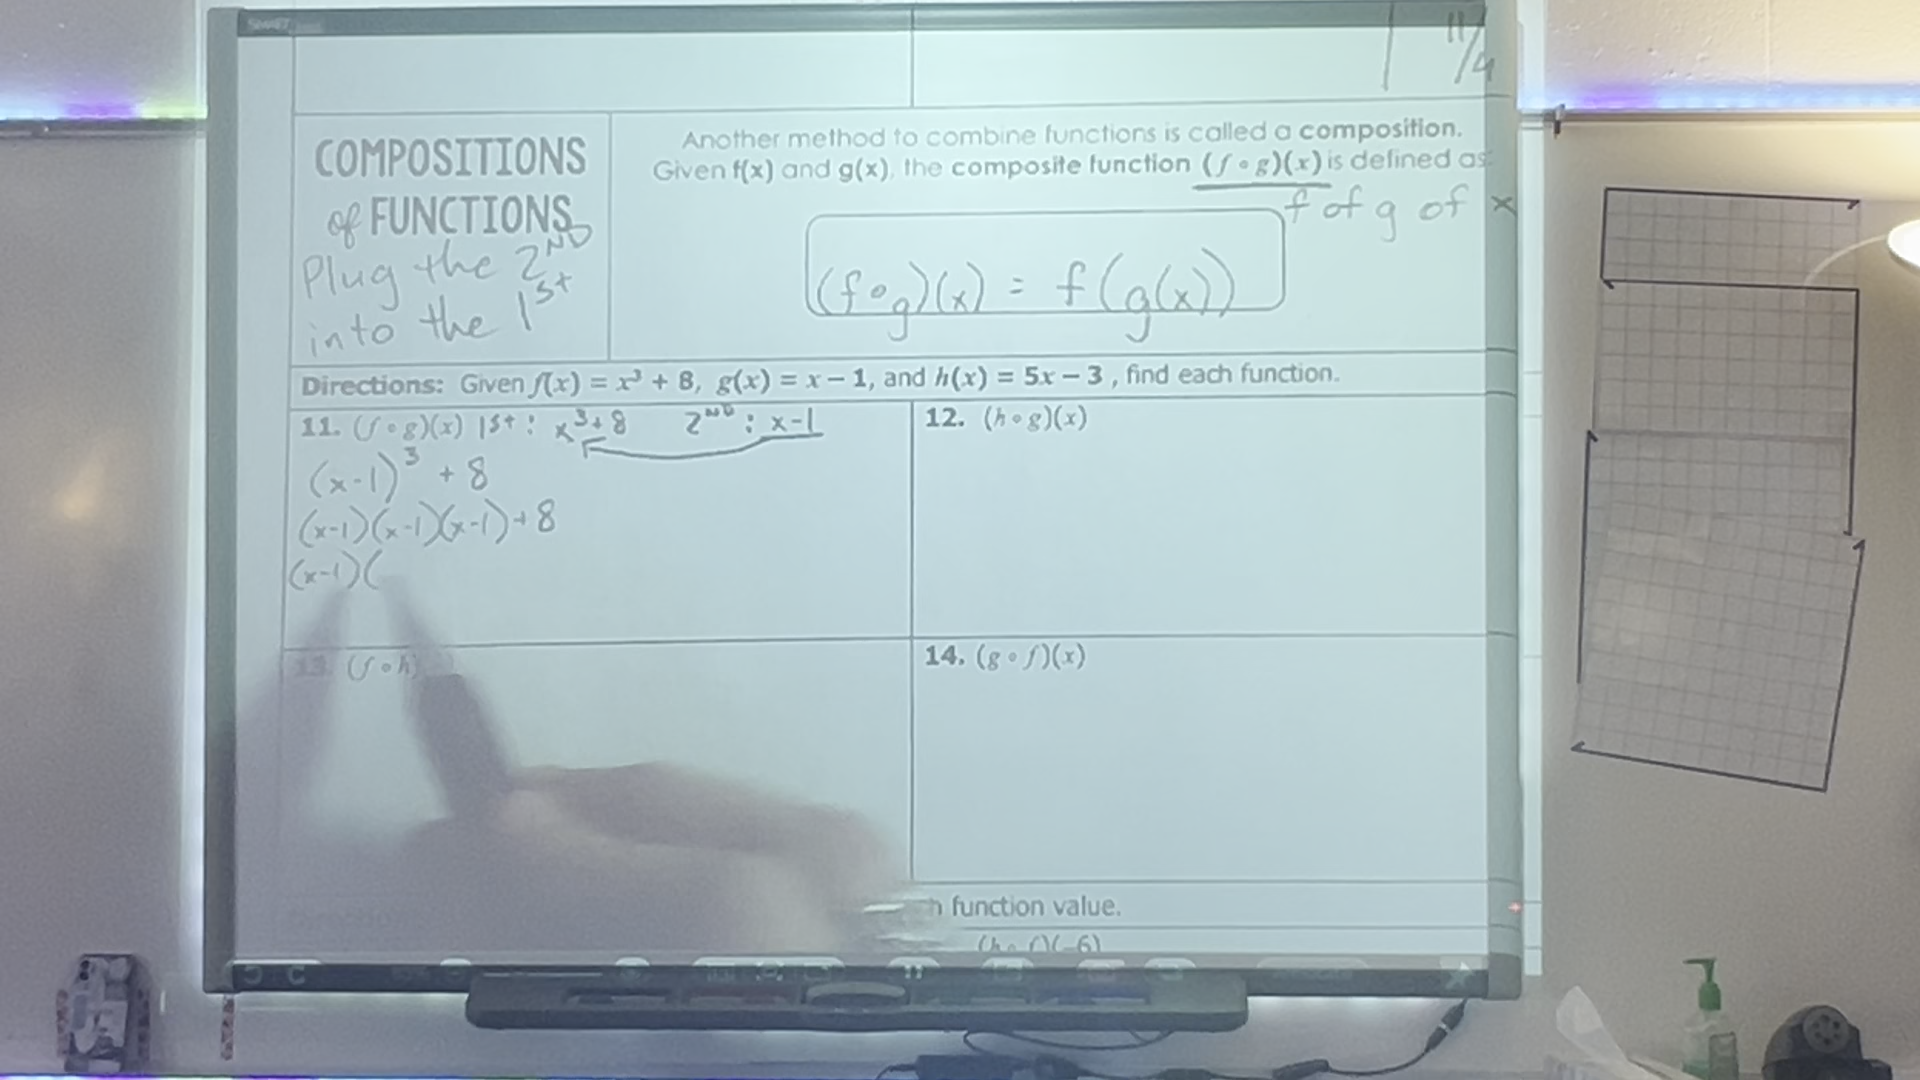 11/4
COMPOSITIONS
of FUNCTIONS
Plug the 2ND
into the 1st
Another method to combine functions is called a composition.
Given f(x) and g(x), the composite function (f ∘ g)(x) is defined as:
f of g of x
(f∘g)(x) = f(g(x))
Directions: Given f(x) = x³ + 8, g(x) = x − 1, and h(x) = 5x − 3 , find each function.
11. (f ∘ g)(x) 1st : x³+8 2ND : x-1
(x-1)³ + 8
(x-1)(x-1)(x-1)+8
(x-1)(
12. (h ∘ g)(x)
13. (f ∘ h)
14. (g ∘ f)(x)
function value.